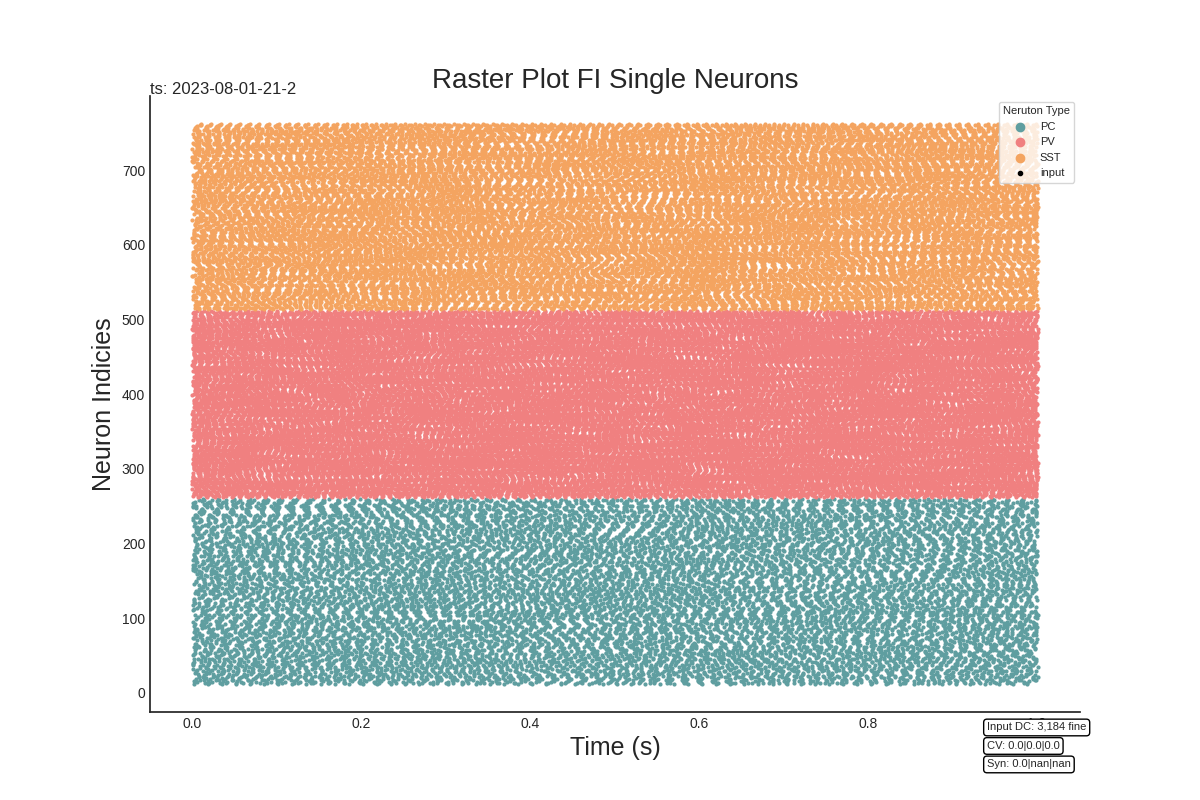 Raster Plot FI Single Neurons
ts: 2023-08-01-21-2
Neruton Type
PC
PV
SST
input
Neuron Indicies
700
600
500
400
300
200
100
0
0.0 0.2 0.4 0.6 0.8
Time (s)
Input DC: 3,184 fine
CV: 0.0|0.0|0.0
Syn: 0.0|nan|nan